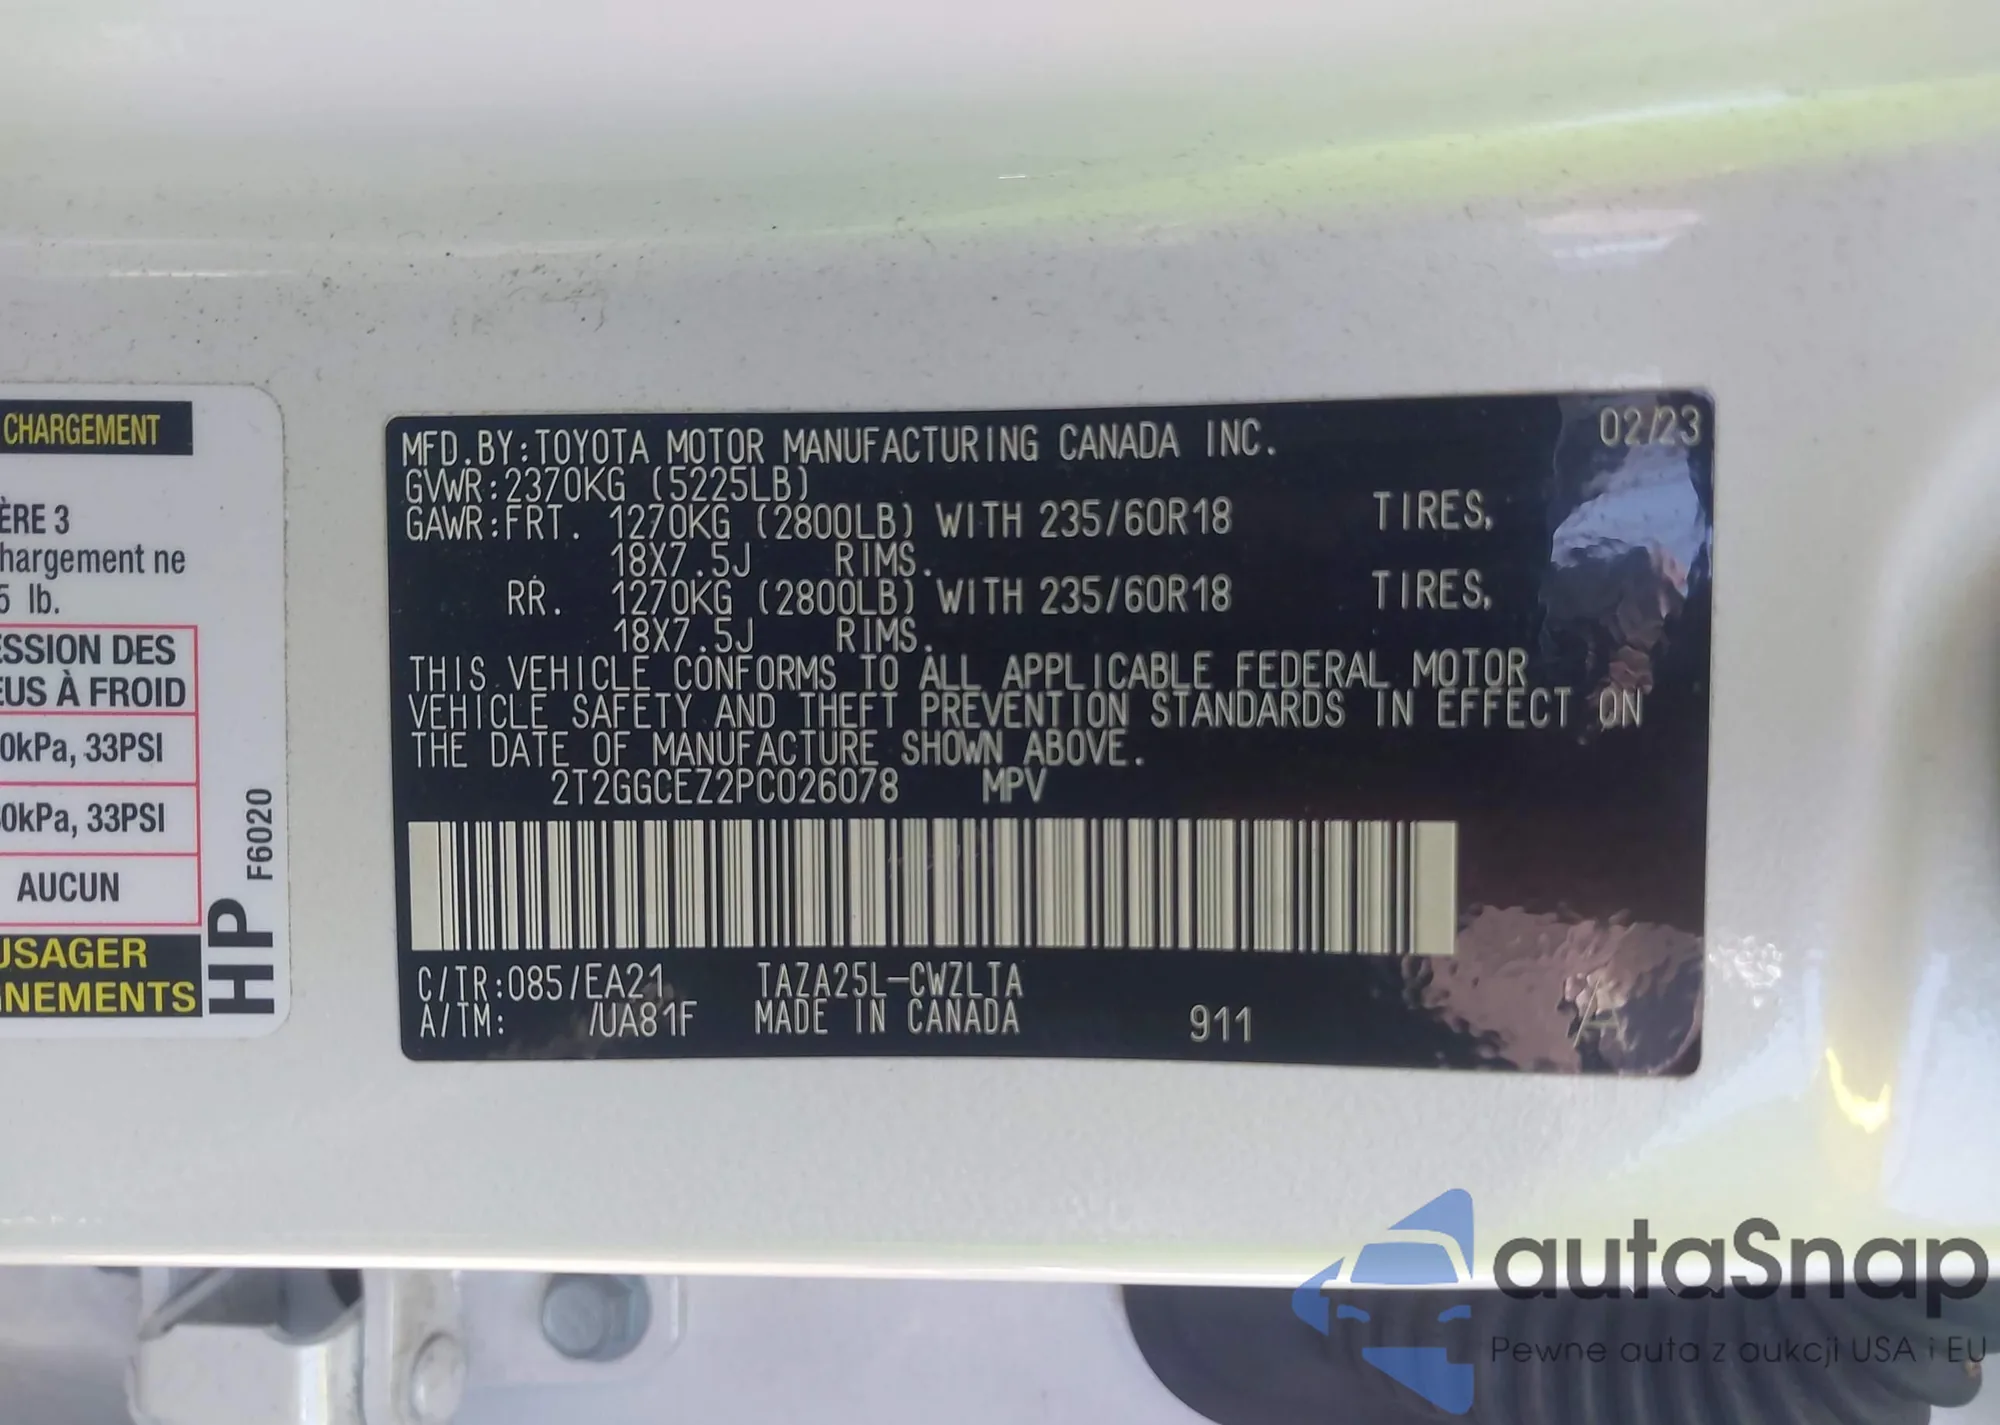 CHARGEMENT
ÈRE 3
hargement ne
5 lb.
ESSION DES
EUS À FROID
0kPa, 33PSI
0kPa, 33PSI
AUCUN
USAGER
GNEMENTS
HP
F6020
MFD.BY:TOYOTA MOTOR MANUFACTURING CANADA INC. 02/23
GVWR:2370KG (5225LB)
GAWR:FRT. 1270KG (2800LB) WITH 235/60R18 TIRES,
18X7.5J RIMS.
RR. 1270KG (2800LB) WITH 235/60R18 TIRES,
18X7.5J RIMS.
THIS VEHICLE CONFORMS TO ALL APPLICABLE FEDERAL MOTOR
VEHICLE SAFETY AND THEFT PREVENTION STANDARDS IN EFFECT ON
THE DATE OF MANUFACTURE SHOWN ABOVE.
2T2GGCEZ2PC026078 MPV
C/TR:085/EA21 TAZA25L-CWZLTA
A/TM: /UA81F MADE IN CANADA 911 A
autaSnap
Pewne auta z aukcji USA i EU